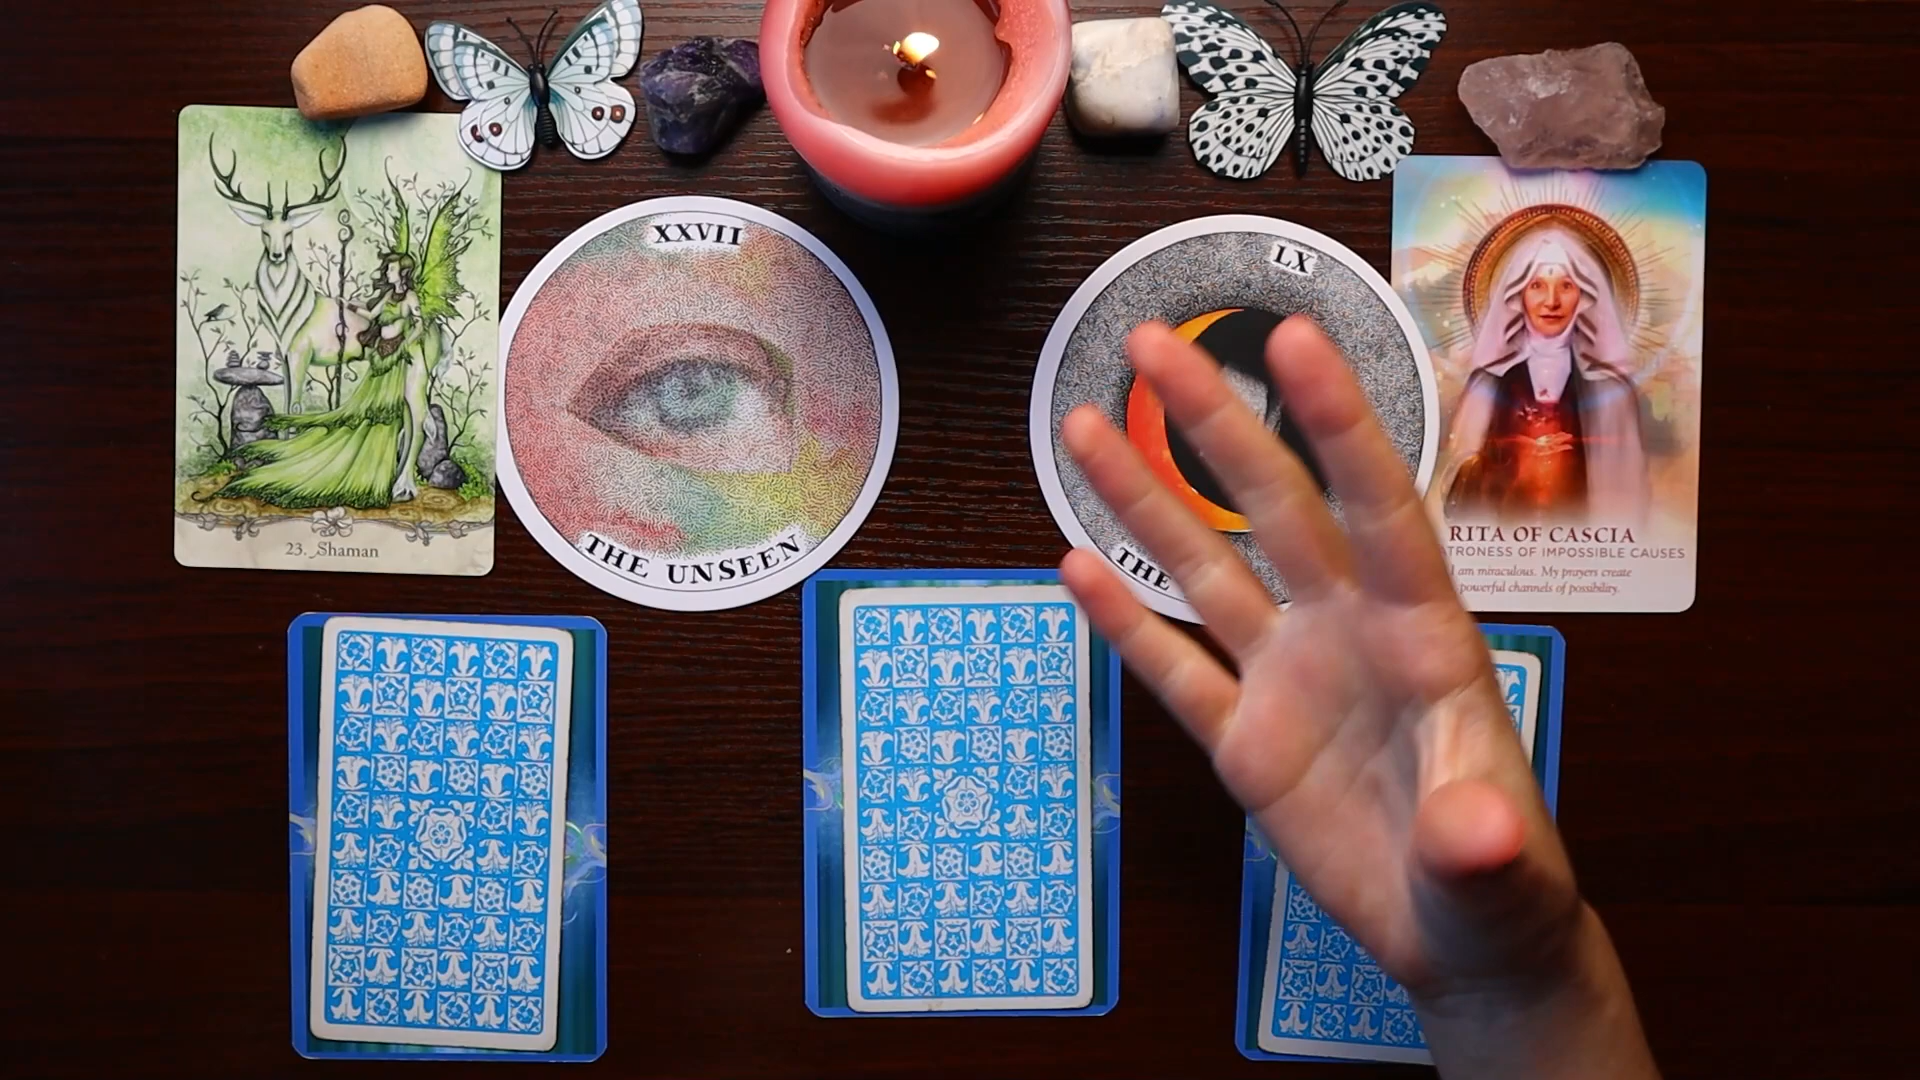 23. Shaman
XXVII
THE UNSEEN
LX
THE
RITA OF CASCIA
TRONESS OF IMPOSSIBLE CAUSES
I am miraculous. My prayers create
powerful channels of possibility.